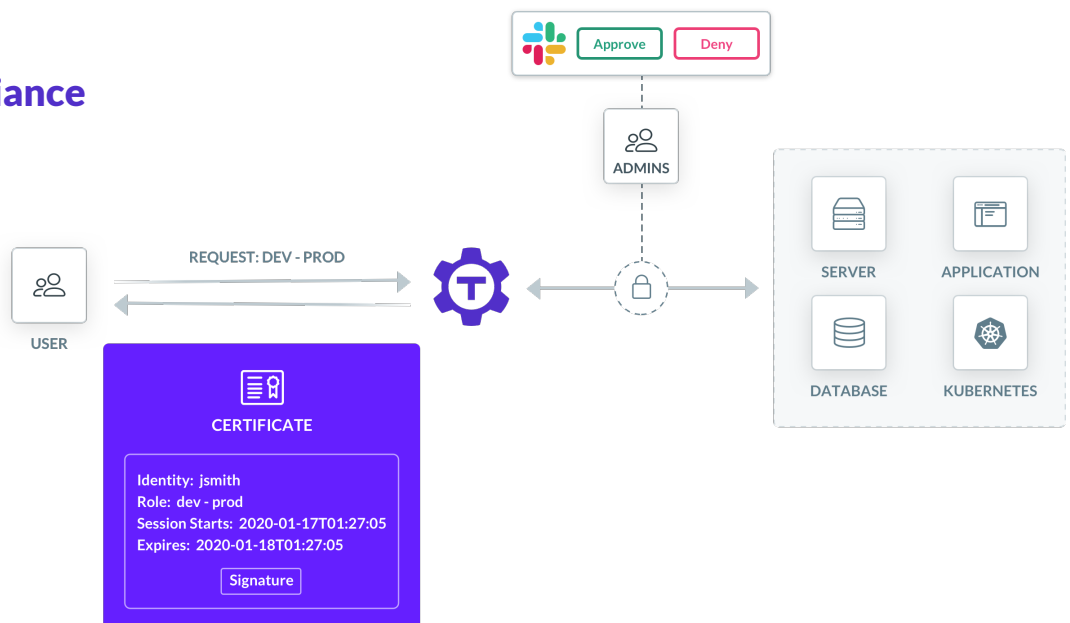 Approve
Deny
iance
ADMINS
REQUEST: DEV - PROD
USER
SERVER
APPLICATION
DATABASE
KUBERNETES
CERTIFICATE
Identity: jsmith
Role: dev - prod
Session Starts: 2020-01-17T01:27:05
Expires: 2020-01-18T01:27:05
Signature